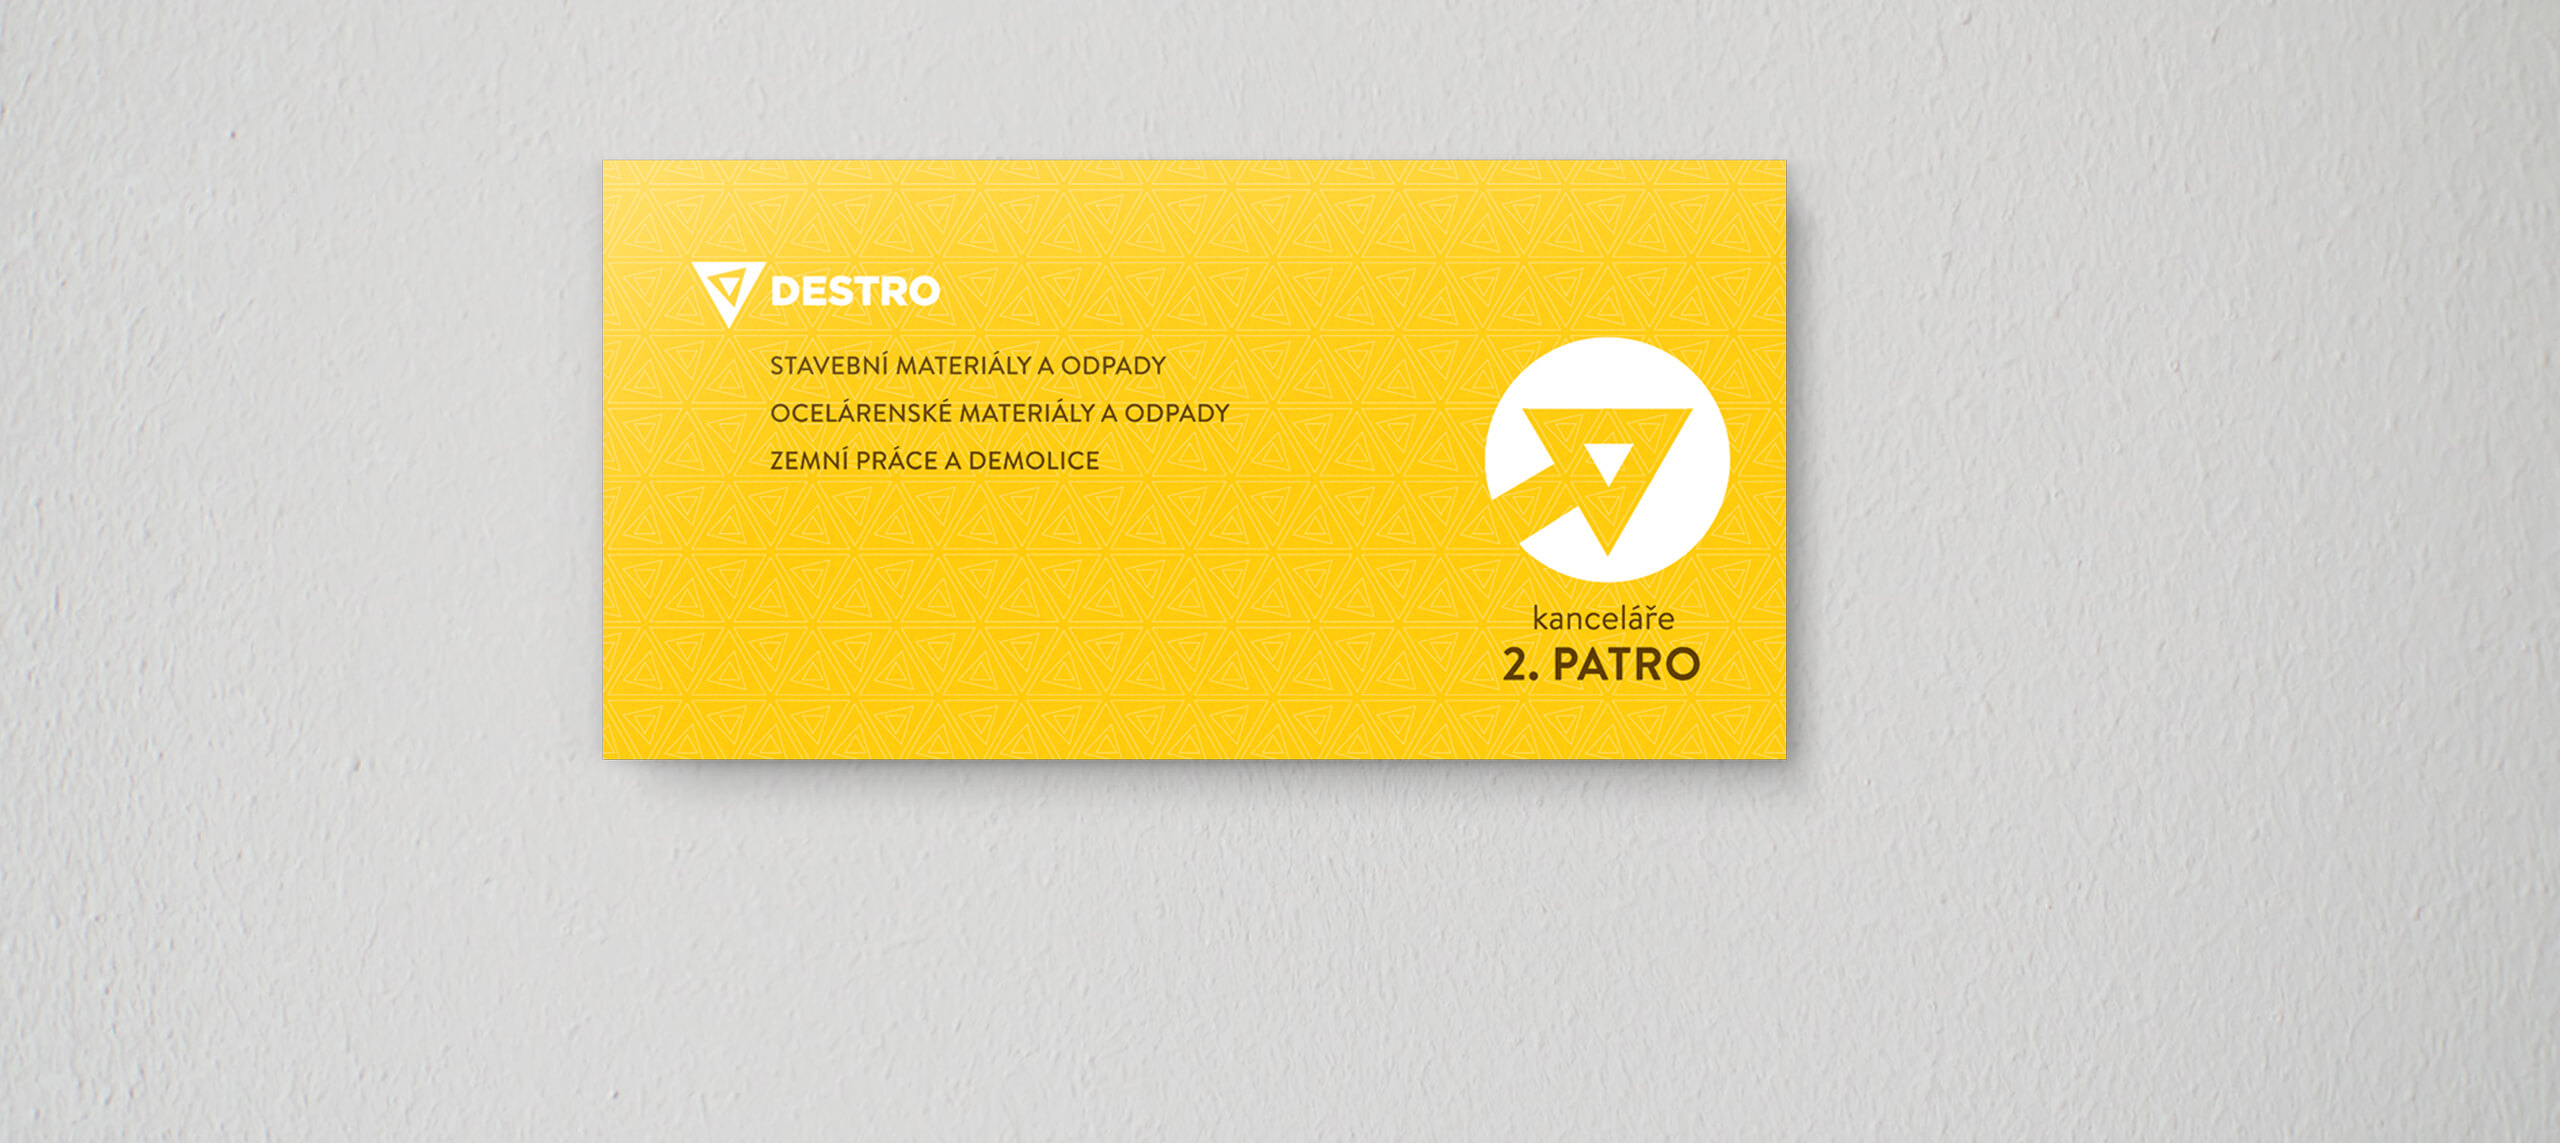 DESTRO
STAVEBNÍ MATERIÁLY A ODPADY
OCELÁRENSKÉ MATERIÁLY A ODPADY
ZEMNÍ PRÁCE A DEMOLICE
kanceláře
2. PATRO